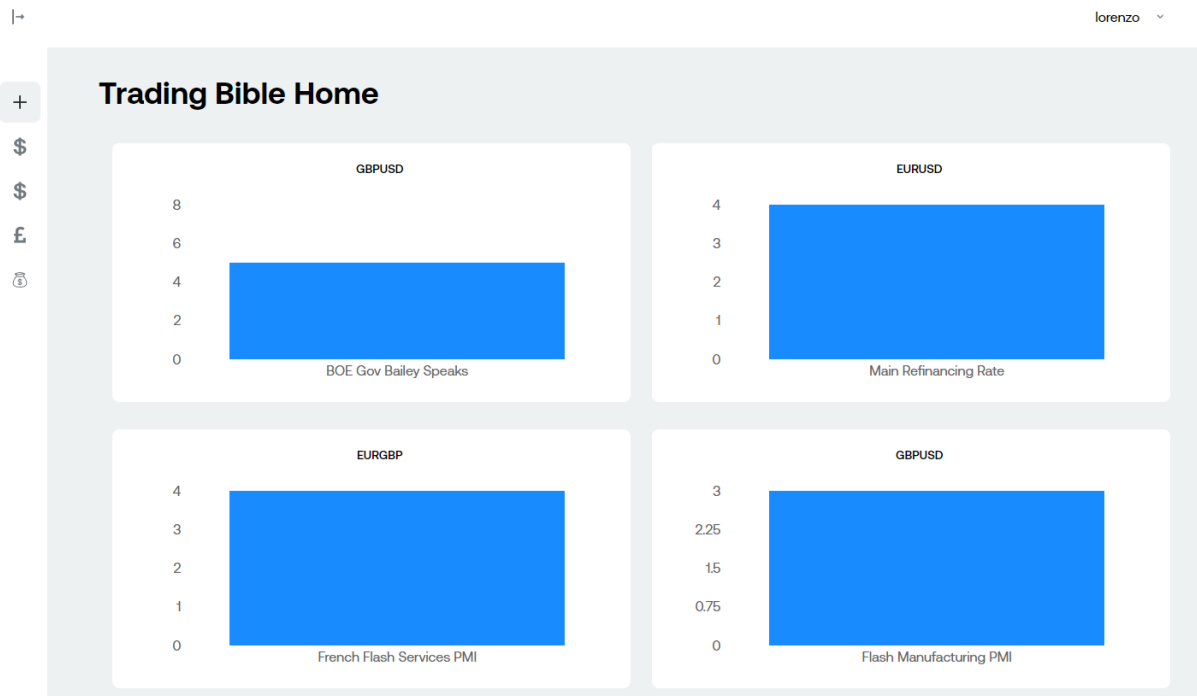 lorenzo
Trading Bible Home
GBPUSD
8
6
4
2
0
BOE Gov Bailey Speaks
EURUSD
4
3
2
1
0
Main Refinancing Rate
EURGBP
4
3
2
1
0
French Flash Services PMI
GBPUSD
3
2.25
1.5
0.75
0
Flash Manufacturing PMI